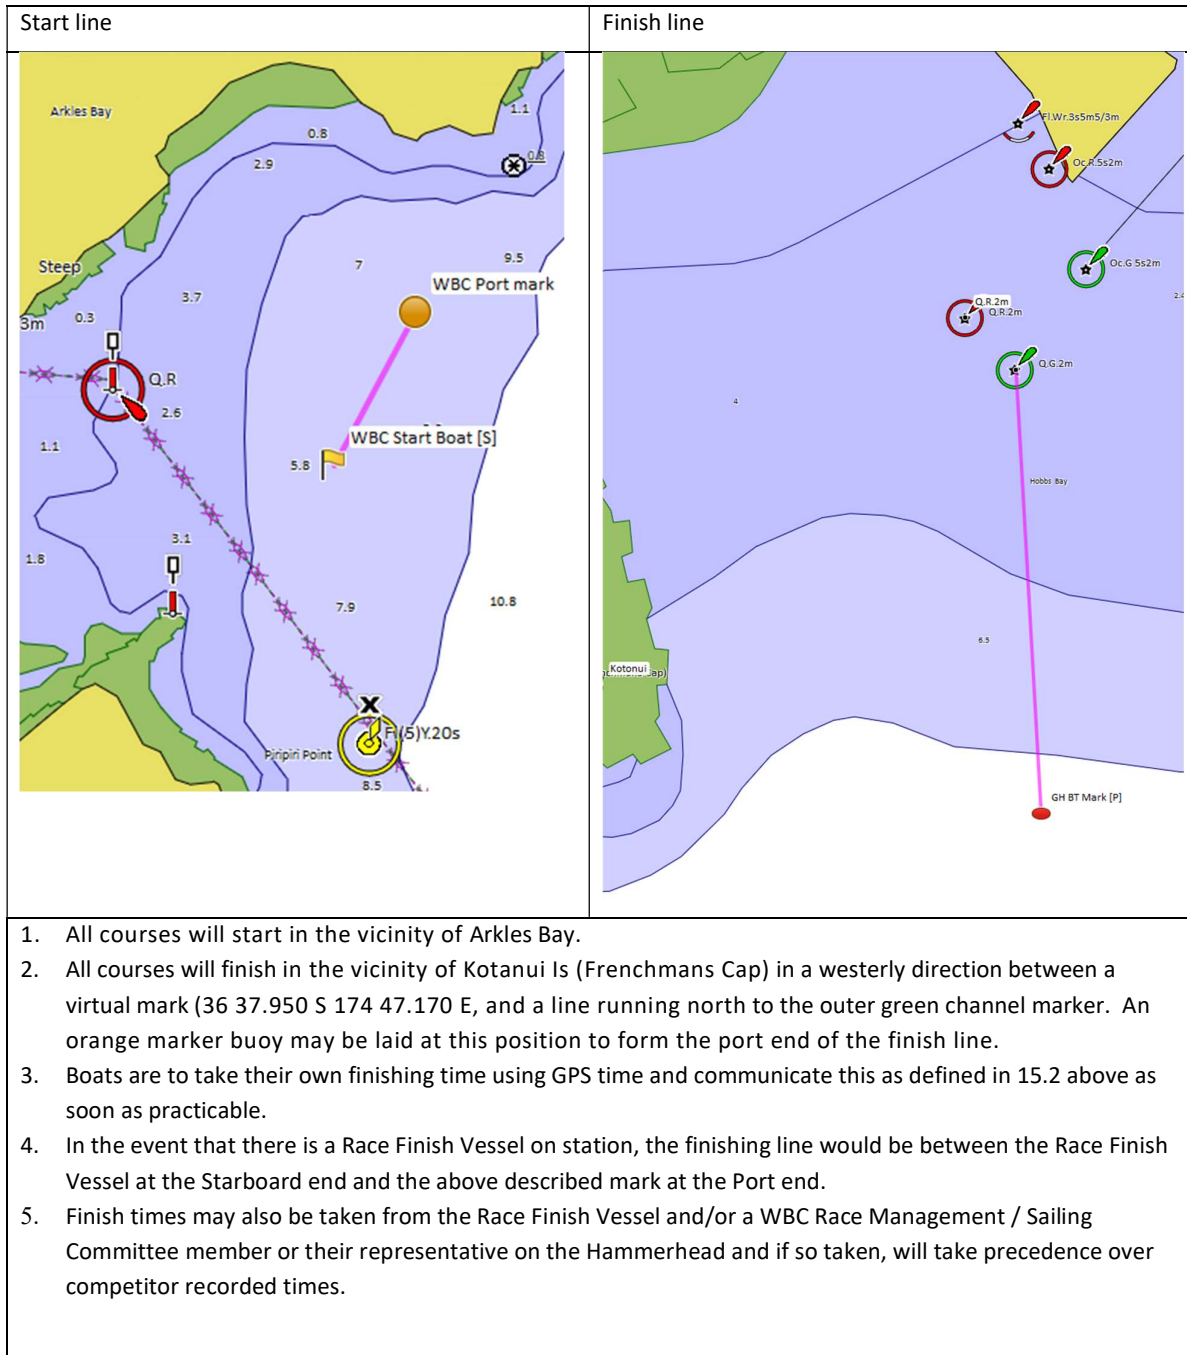 Start line
Finish line
Arkles Bay
1.1
0.8
0.8
2.9
Steep
7
9.5
WBC Port mark
3.7
3m
0.3
Q.R
2.6
1.1
WBC Start Boat [S]
5.8
3.1
1.8
7.9
10.8
Piripiri Point
Fl(5)Y.20s
8.5
Fl.Wr.3s5m5/3m
Oc.R.5s2m
Oc.G 5s2m
Q.R.2m
Q.R.2m
2.4
Q.G.2m
4
Hobbs Bay
6.5
Kotonui
GH BT Mark [P]
1. All courses will start in the vicinity of Arkles Bay.
2. All courses will finish in the vicinity of Kotanui Is (Frenchmans Cap) in a westerly direction between a
virtual mark (36 37.950 S 174 47.170 E, and a line running north to the outer green channel marker. An
orange marker buoy may be laid at this position to form the port end of the finish line.
3. Boats are to take their own finishing time using GPS time and communicate this as defined in 15.2 above as
soon as practicable.
4. In the event that there is a Race Finish Vessel on station, the finishing line would be between the Race Finish
Vessel at the Starboard end and the above described mark at the Port end.
5. Finish times may also be taken from the Race Finish Vessel and/or a WBC Race Management / Sailing
Committee member or their representative on the Hammerhead and if so taken, will take precedence over
competitor recorded times.